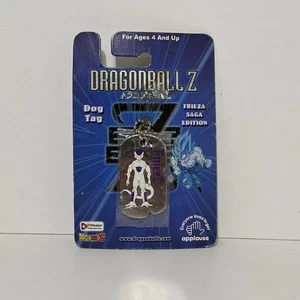 For Ages 4 And Up
DRAGONBALL Z
Dog
Tag
FRIEZA
SAGA
EDITION
www.dragonballz.com
applause